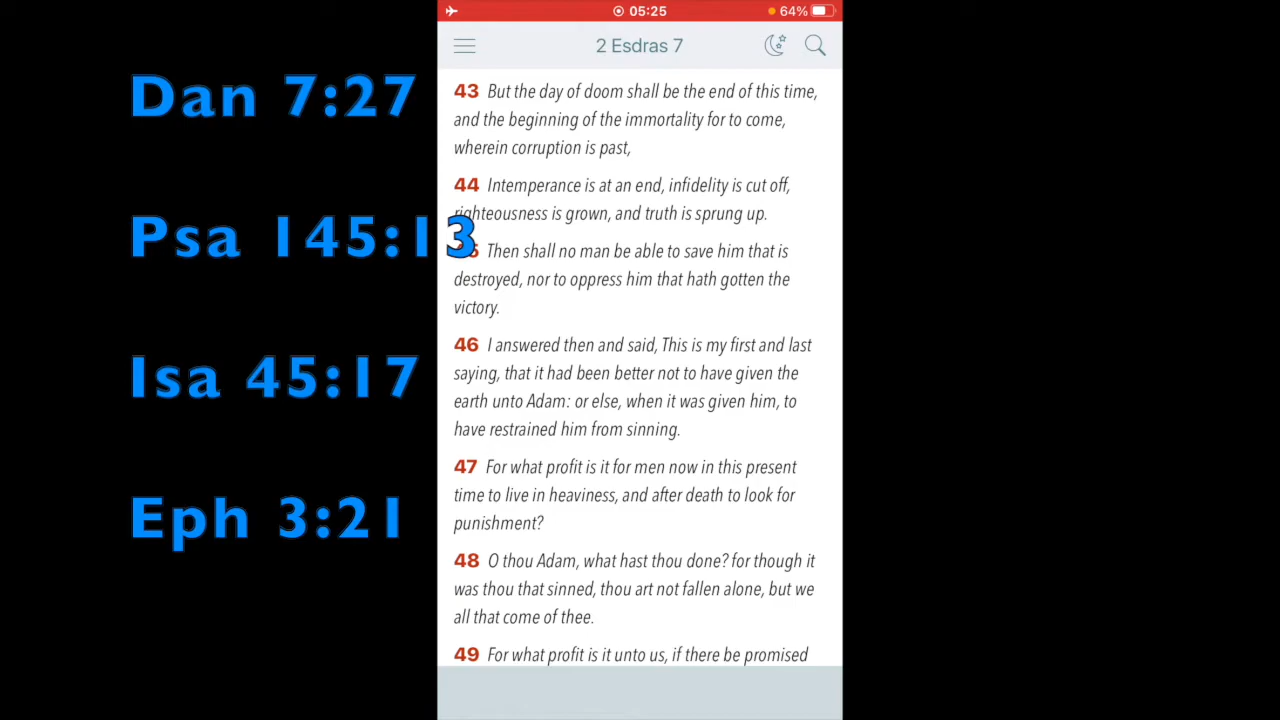 05:25
64%
2 Esdras 7
Dan 7:27
Psa 145:13
Isa 45:17
Eph 3:21
43 But the day of doom shall be the end of this time,
and the beginning of the immortality for to come,
wherein corruption is past,
44 Intemperance is at an end, infidelity is cut off,
righteousness is grown, and truth is sprung up.
Then shall no man be able to save him that is
destroyed, nor to oppress him that hath gotten the
victory.
46 I answered then and said, This is my first and last
saying, that it had been better not to have given the
earth unto Adam: or else, when it was given him, to
have restrained him from sinning.
47 For what profit is it for men now in this present
time to live in heaviness, and after death to look for
punishment?
48 O thou Adam, what hast thou done? for though it
was thou that sinned, thou art not fallen alone, but we
all that come of thee.
49 For what profit is it unto us, if there be promised